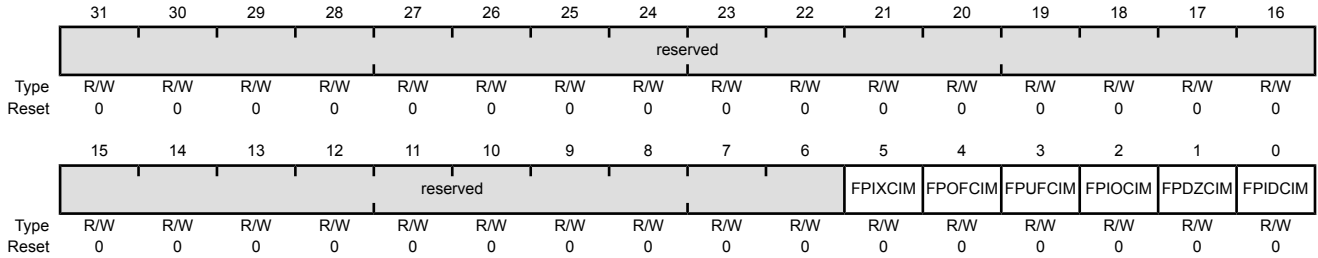 31 30 29 28 27 26 25 24 23 22 21 20 19 18 17 16
reserved
Type R/W R/W R/W R/W R/W R/W R/W R/W R/W R/W R/W R/W R/W R/W R/W R/W
Reset 0 0 0 0 0 0 0 0 0 0 0 0 0 0 0 0
15 14 13 12 11 10 9 8 7 6 5 4 3 2 1 0
reserved FPIXCIM FPOFCIM FPUFCIM FPIOCIM FPDZCIM FPIDCIM
Type R/W R/W R/W R/W R/W R/W R/W R/W R/W R/W R/W R/W R/W R/W R/W R/W
Reset 0 0 0 0 0 0 0 0 0 0 0 0 0 0 0 0